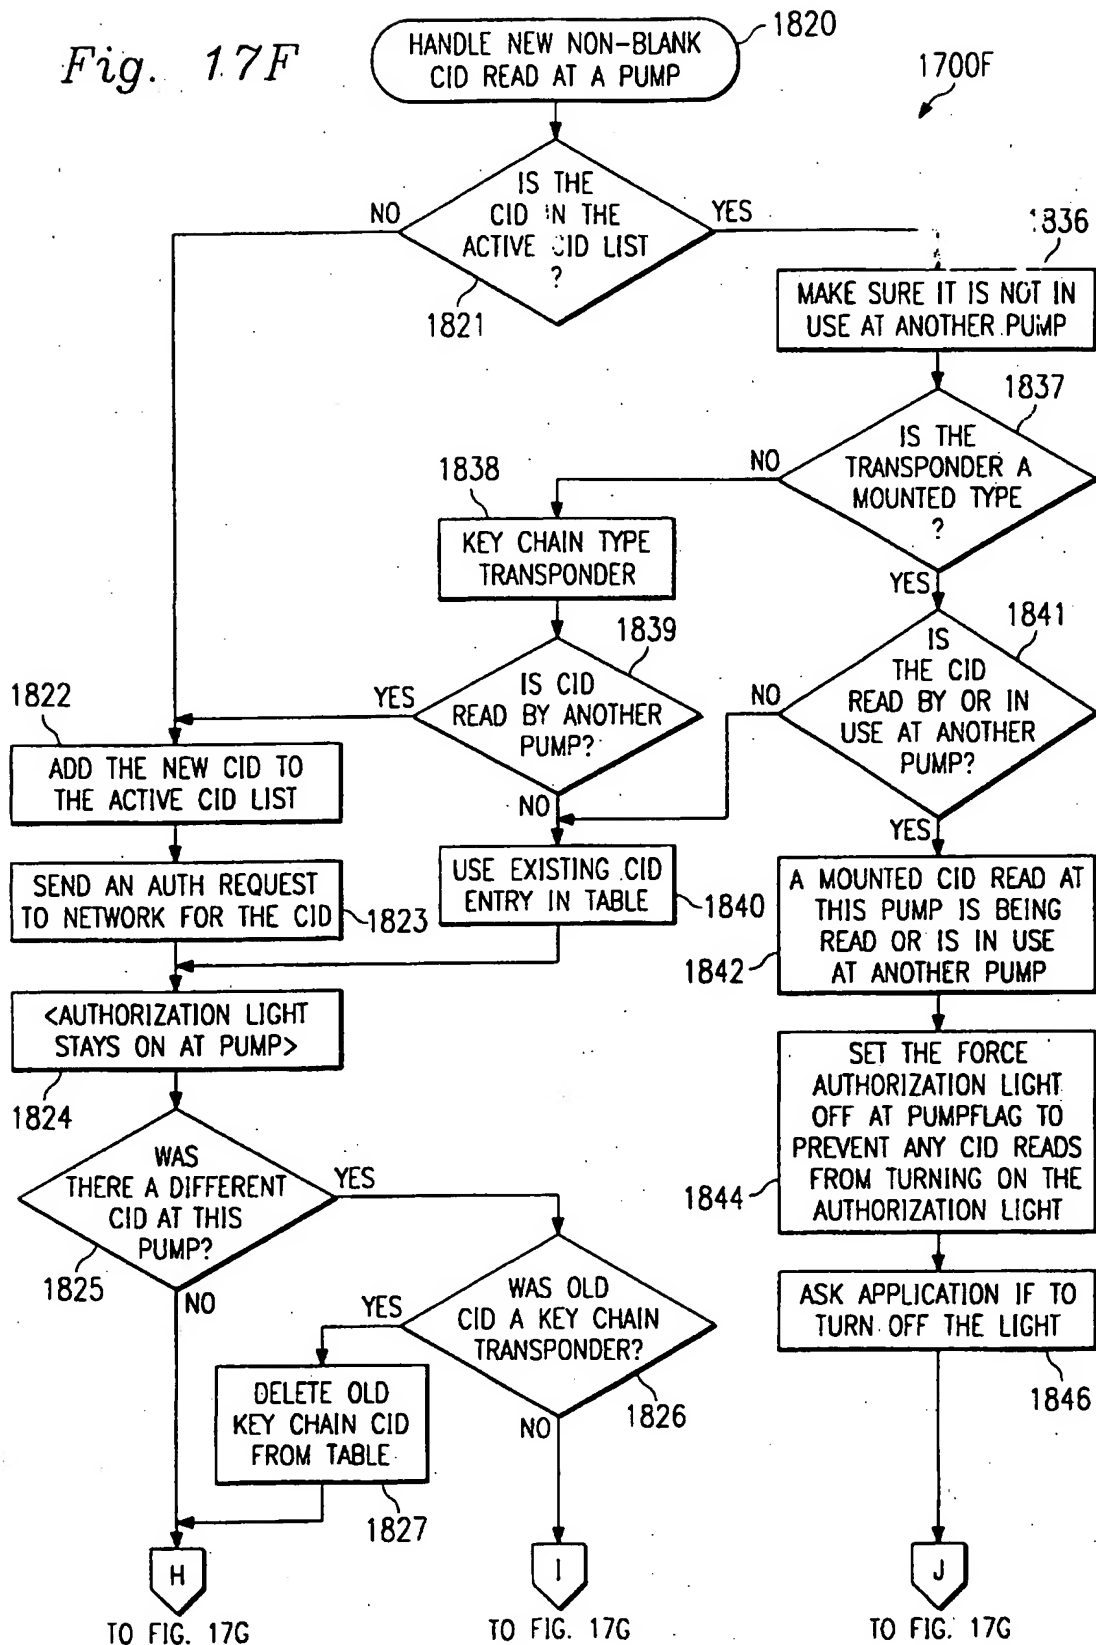 Fig. 17F
HANDLE NEW NON-BLANK
CID READ AT A PUMP
1820
1700F
IS THE
CID IN THE
ACTIVE CID LIST
?
NO
YES
1821
1836
MAKE SURE IT IS NOT IN
USE AT ANOTHER PUMP
1837
IS THE
TRANSPONDER A
MOUNTED TYPE
?
NO
YES
1838
KEY CHAIN TYPE
TRANSPONDER
1839
IS CID
READ BY ANOTHER
PUMP?
YES
NO
1841
IS
THE CID
READ BY OR IN
USE AT ANOTHER
PUMP?
NO
YES
1822
ADD THE NEW CID TO
THE ACTIVE CID LIST
SEND AN AUTH REQUEST
TO NETWORK FOR THE CID
1823
USE EXISTING CID
ENTRY IN TABLE
1840
A MOUNTED CID READ AT
THIS PUMP IS BEING
READ OR IS IN USE
AT ANOTHER PUMP
1842
<AUTHORIZATION LIGHT
STAYS ON AT PUMP>
1824
SET THE FORCE
AUTHORIZATION LIGHT
OFF AT PUMPFLAG TO
PREVENT ANY CID READS
FROM TURNING ON THE
AUTHORIZATION LIGHT
1844
WAS
THERE A DIFFERENT
CID AT THIS
PUMP?
YES
1825
NO
WAS OLD
CID A KEY CHAIN
TRANSPONDER?
YES
1826
NO
ASK APPLICATION IF TO
TURN OFF THE LIGHT
1846
DELETE OLD
KEY CHAIN CID
FROM TABLE
1827
H
I
J
TO FIG. 17G
TO FIG. 17G
TO FIG. 17G